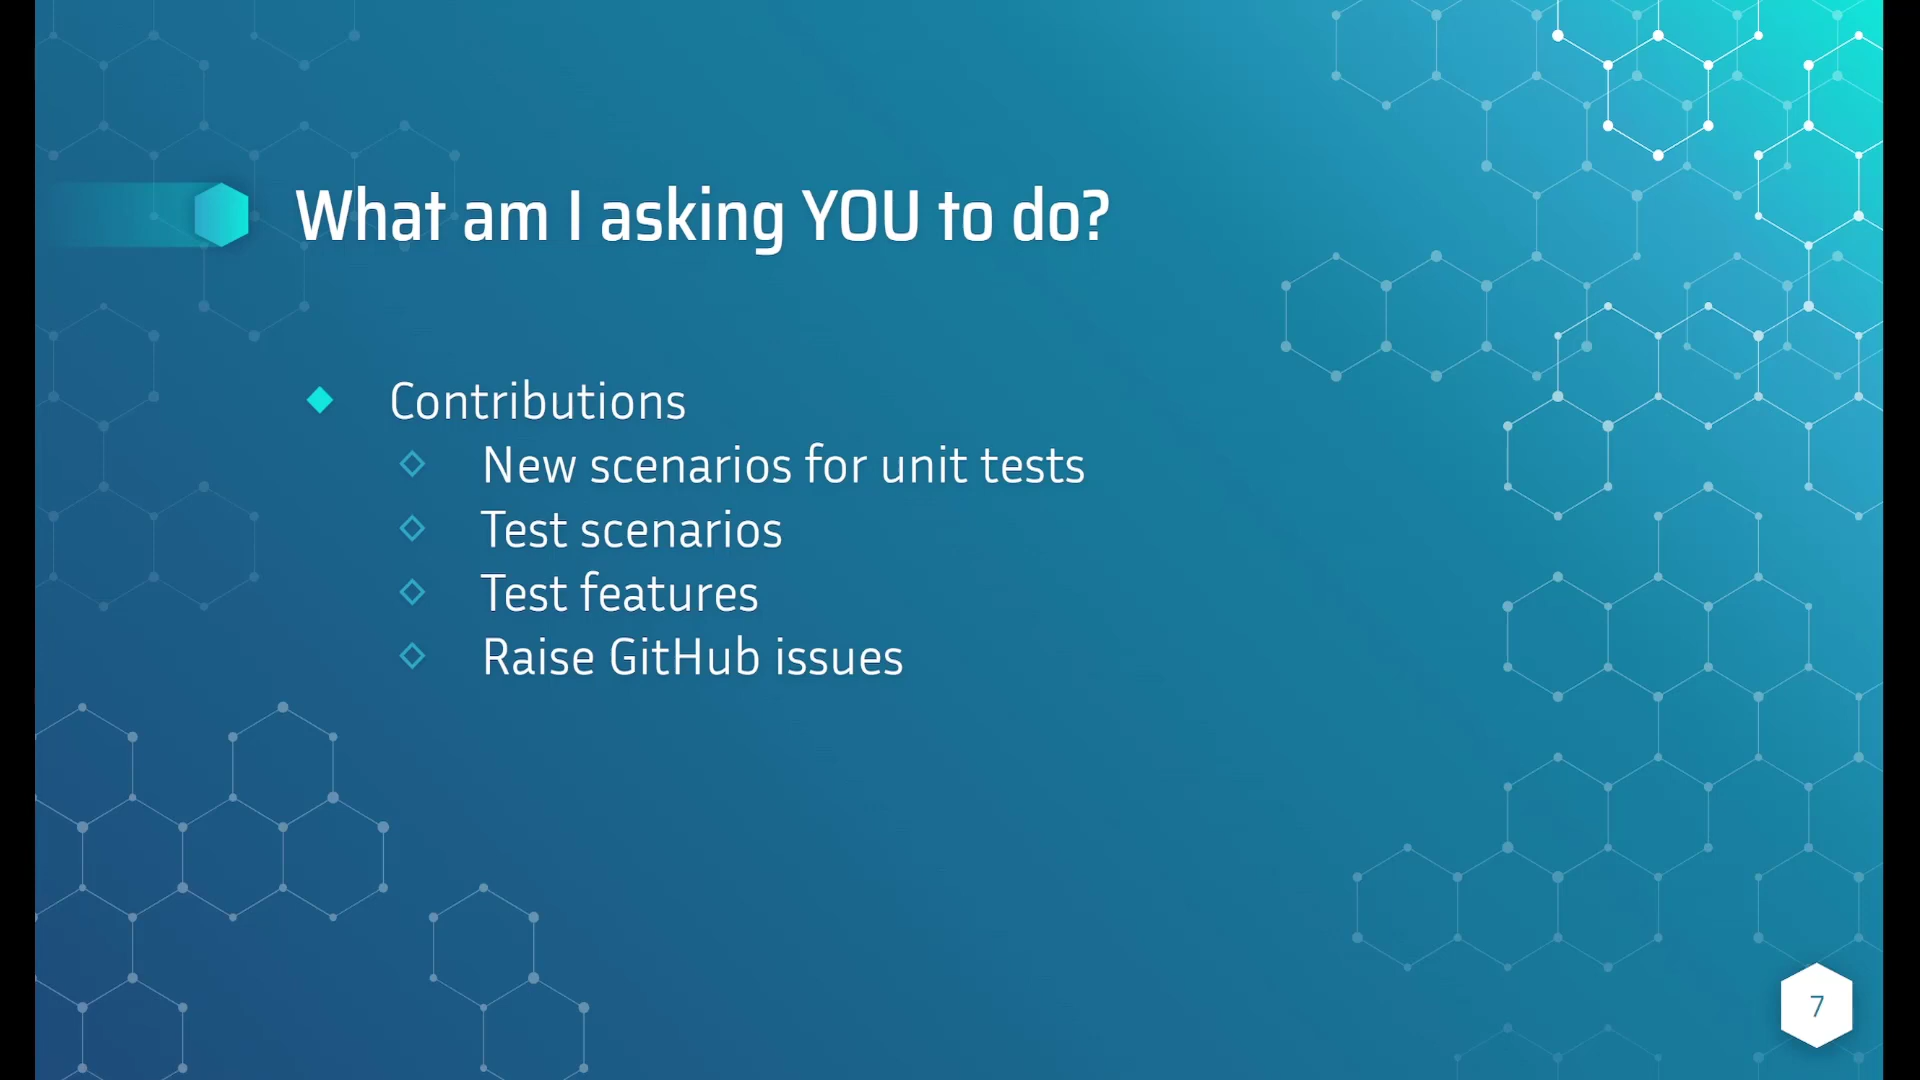 What am I asking YOU to do?
Contributions
New scenarios for unit tests
Test scenarios
Test features
Raise GitHub issues
7